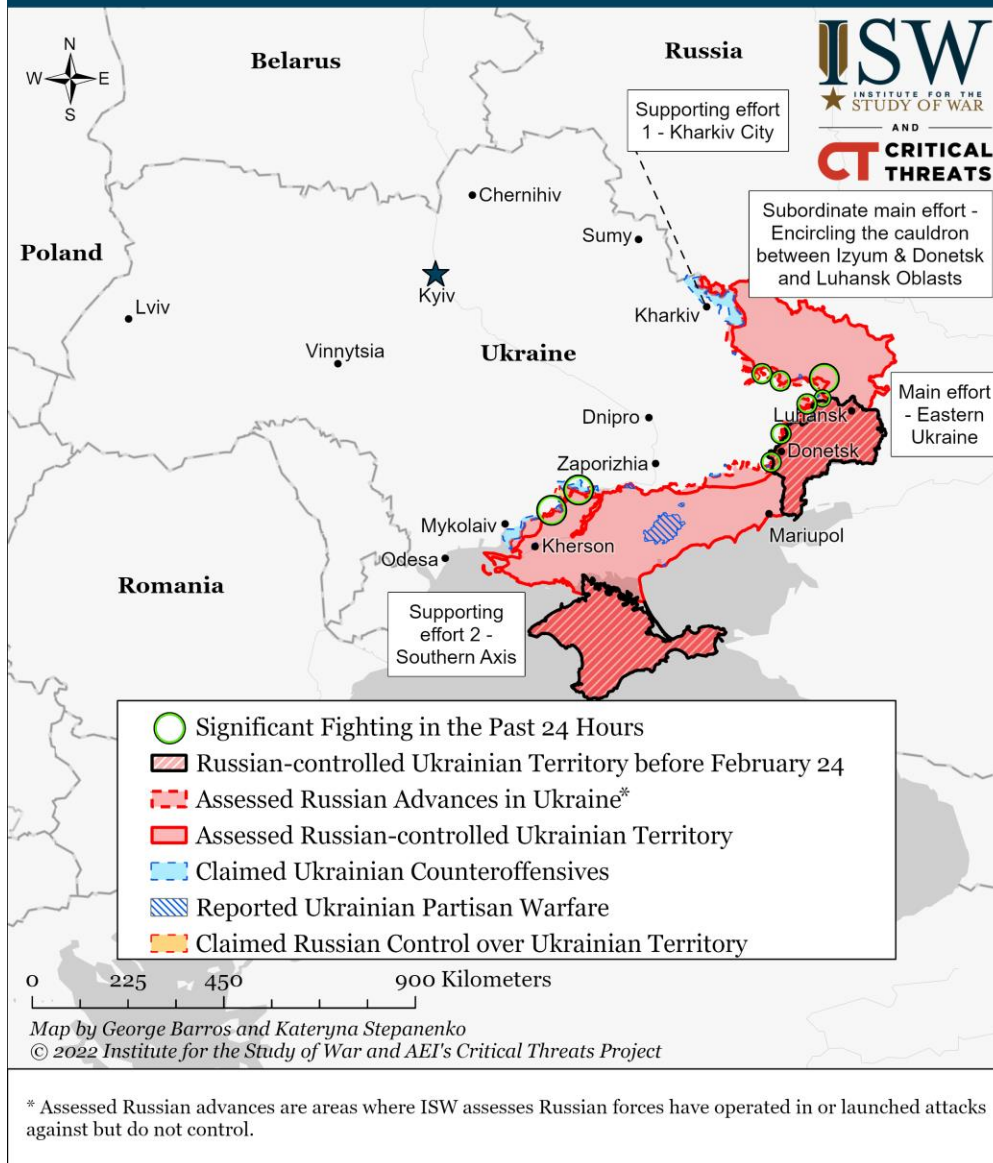 N
W E
S
Belarus
Russia
ISW
INSTITUTE FOR THE
STUDY OF WAR
AND
CT CRITICAL
THREATS
Supporting effort
1 - Kharkiv City
Chernihiv
Sumy
Subordinate main effort -
Encircling the cauldron
between Izyum & Donetsk
and Luhansk Oblasts
Poland
Kyiv
Lviv
Kharkiv
Vinnytsia
Ukraine
Main effort
- Eastern
Ukraine
Dnipro
Luhansk
Donetsk
Zaporizhia
Mykolaiv
Mariupol
Kherson
Odesa
Romania
Supporting
effort 2 -
Southern Axis
Significant Fighting in the Past 24 Hours
Russian-controlled Ukrainian Territory before February 24
Assessed Russian Advances in Ukraine*
Assessed Russian-controlled Ukrainian Territory
Claimed Ukrainian Counteroffensives
Reported Ukrainian Partisan Warfare
Claimed Russian Control over Ukrainian Territory
0 225 450 900 Kilometers
Map by George Barros and Kateryna Stepanenko
© 2022 Institute for the Study of War and AEI's Critical Threats Project
* Assessed Russian advances are areas where ISW assesses Russian forces have operated in or launched attacks
against but do not control.